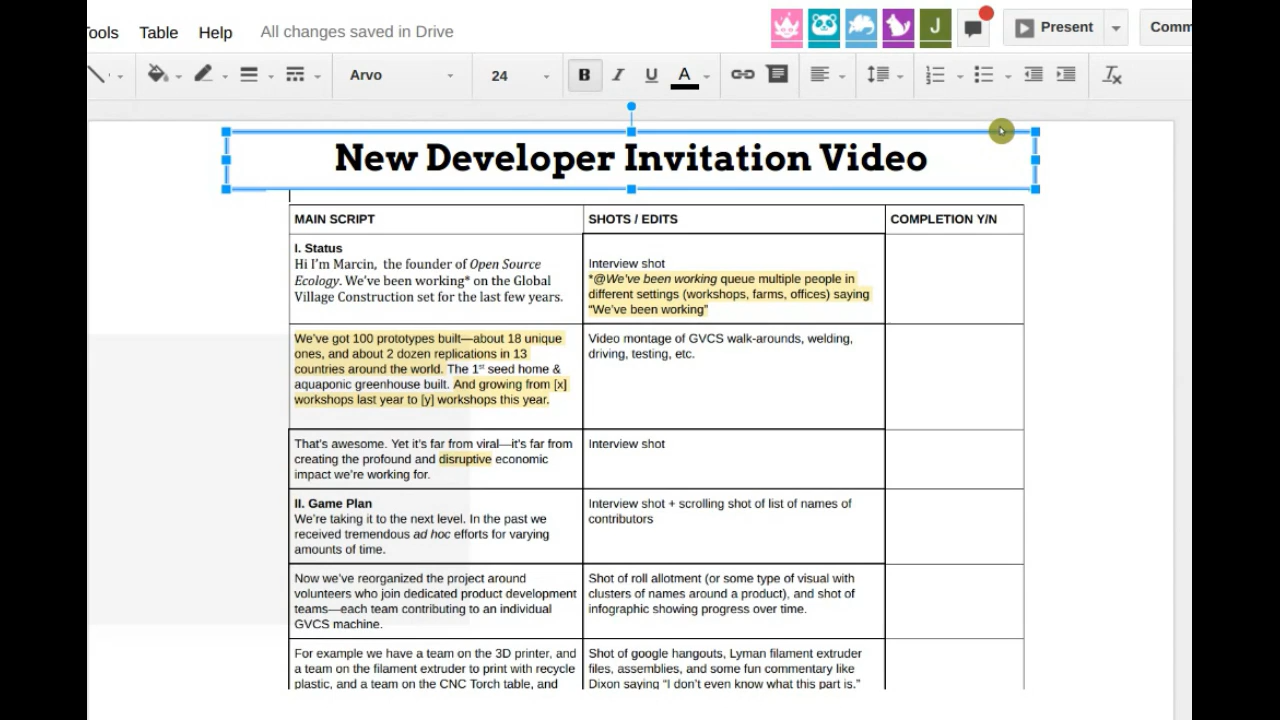 Tools Table Help All changes saved in Drive J Present Comm
Arvo 24 B I U A
New Developer Invitation Video
MAIN SCRIPT SHOTS / EDITS COMPLETION Y/N
I. Status
Hi I'm Marcin,  the founder of Open Source
Ecology. We've been working* on the Global
Village Construction set for the last few years.
Interview shot
*@We've been working queue multiple people in
different settings (workshops, farms, offices) saying
“We've been working”
We've got 100 prototypes built—about 18 unique
ones, and about 2 dozen replications in 13
countries around the world. The 1st seed home &
aquaponic greenhouse built. And growing from [x]
workshops last year to [y] workshops this year.
Video montage of GVCS walk-arounds, welding,
driving, testing, etc.
That's awesome. Yet it's far from viral—it's far from
creating the profound and disruptive economic
impact we're working for.
Interview shot
II. Game Plan
We're taking it to the next level. In the past we
received tremendous ad hoc efforts for varying
amounts of time.
Interview shot + scrolling shot of list of names of
contributors
Now we've reorganized the project around
volunteers who join dedicated product development
teams—each team contributing to an individual
GVCS machine.
Shot of roll allotment (or some type of visual with
clusters of names around a product), and shot of
infographic showing progress over time.
For example we have a team on the 3D printer, and
a team on the filament extruder to print with recycle
plastic, and a team on the CNC Torch table, and
Shot of google hangouts, Lyman filament extruder
files, assemblies, and some fun commentary like
Dixon saying “I don't even know what this part is.”